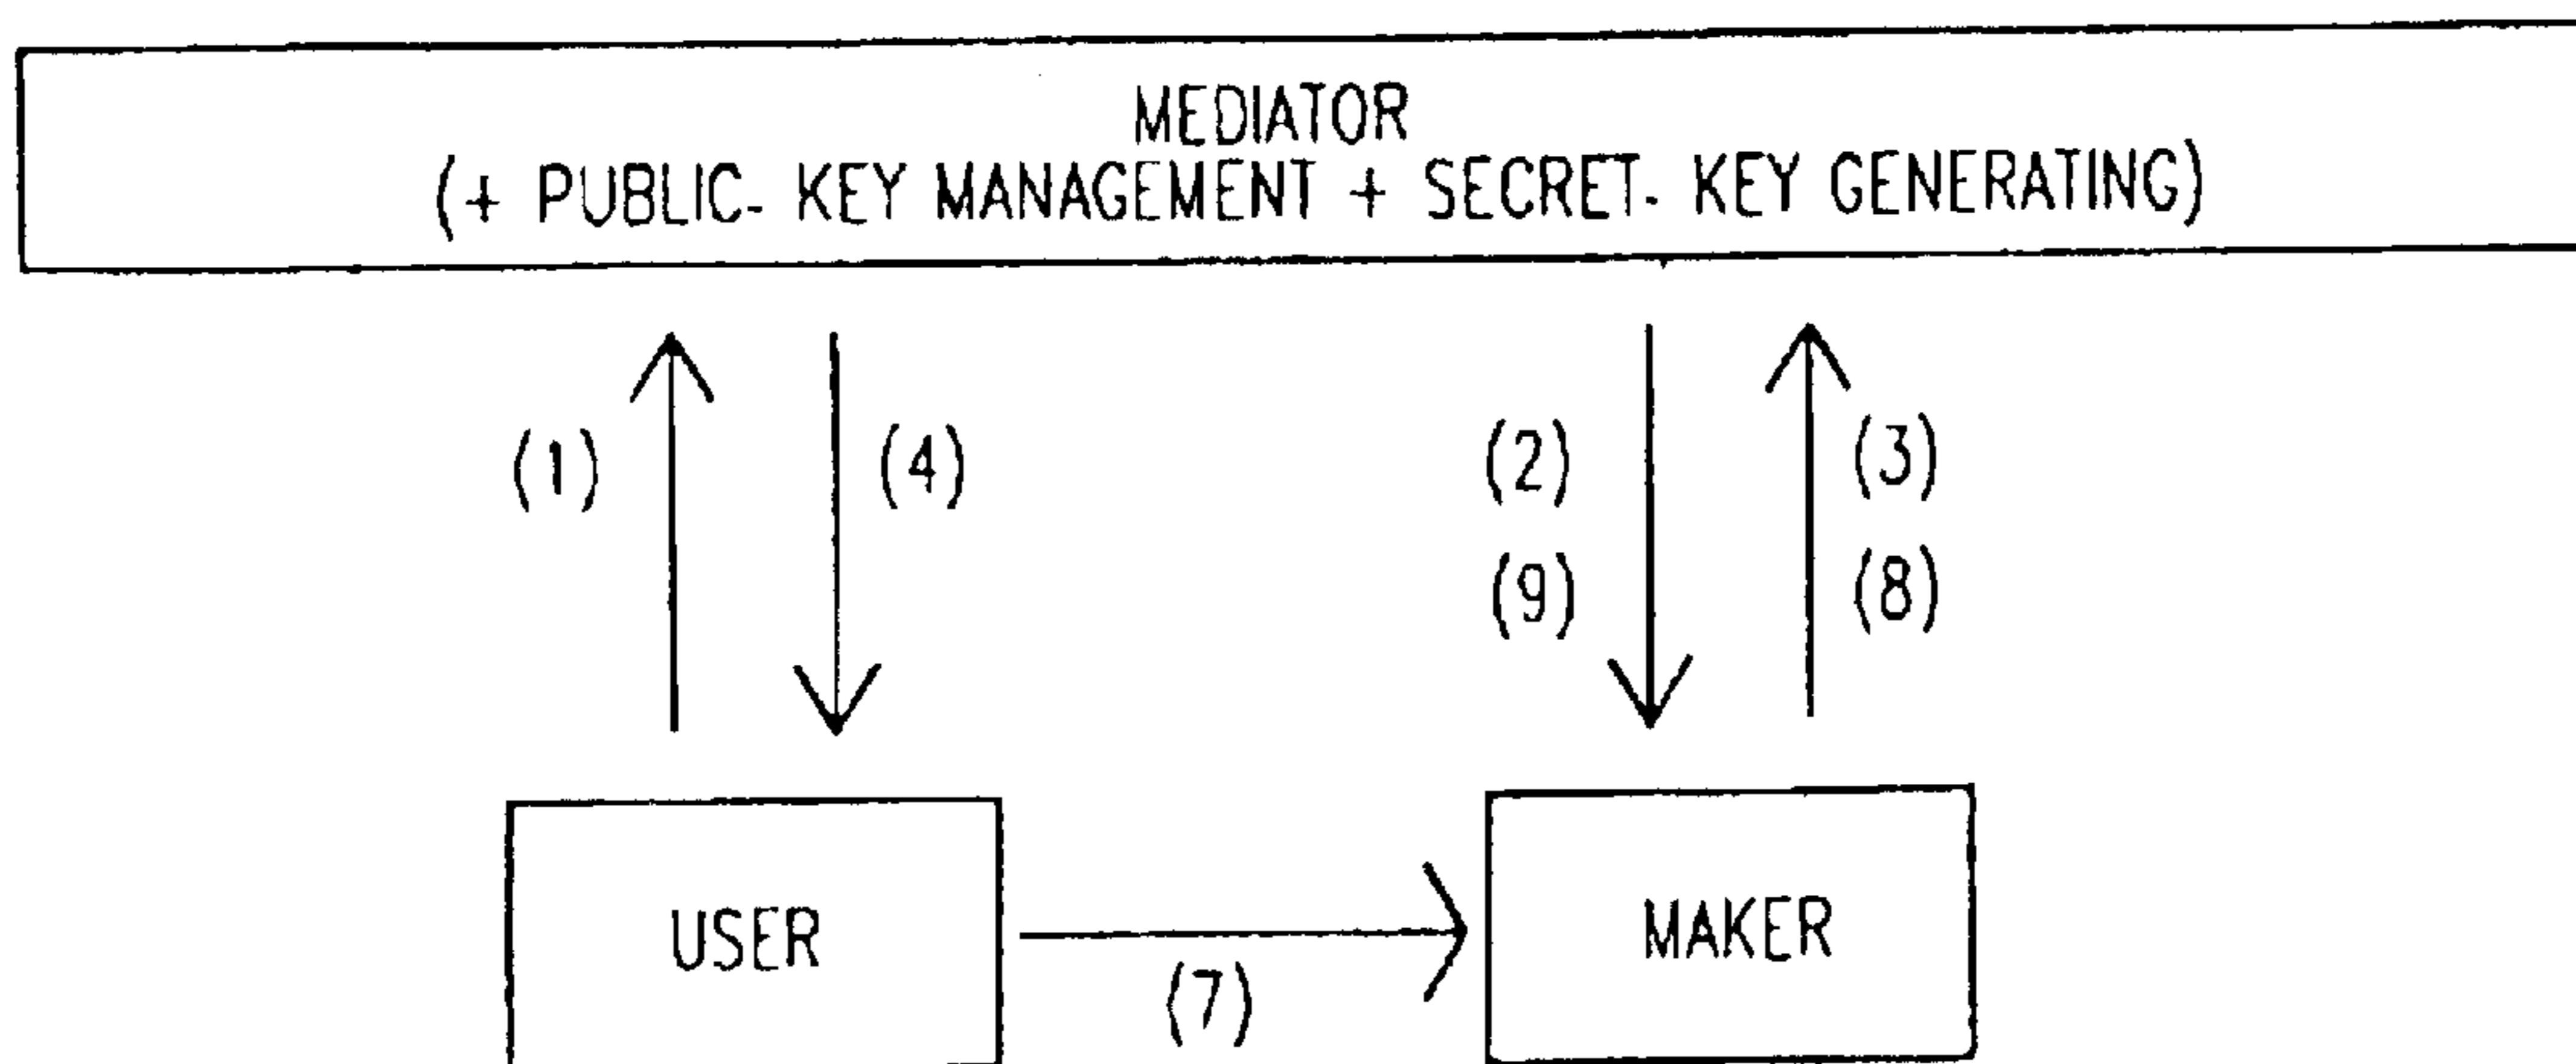 MEDIATOR
(+ PUBLIC- KEY MANAGEMENT + SECRET- KEY GENERATING)
(1)
(4)
(2)
(3)
(9)
(8)
USER
MAKER
(7)